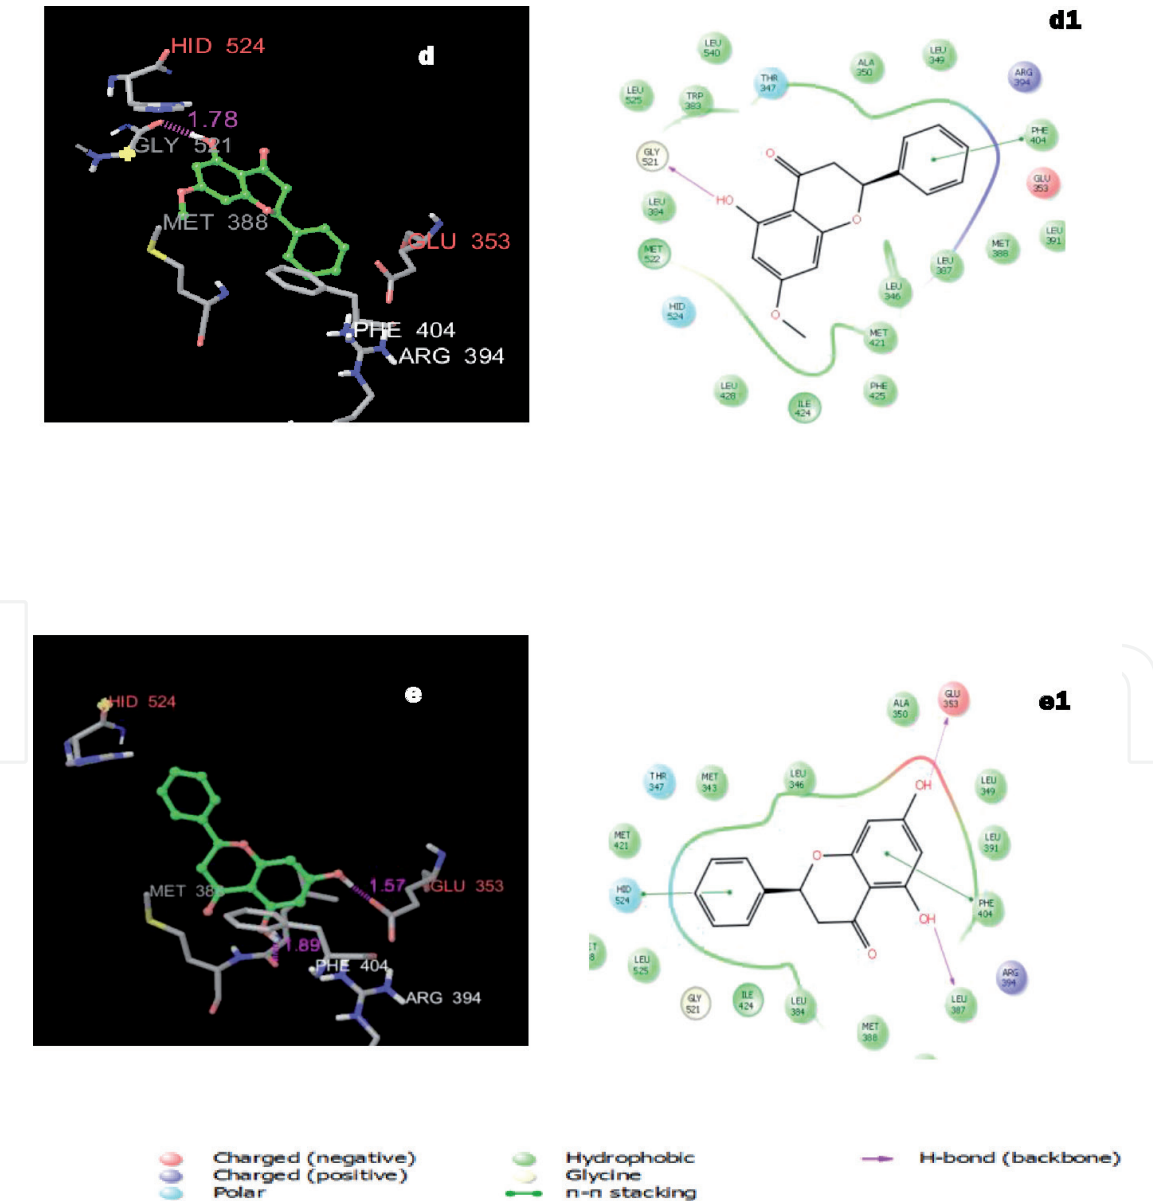 d
HID 524
1.78
GLY 521
MET 388
GLU 353
PHE 404
ARG 394
d1
LEU
540
LEU
349
ALA
350
ARG
394
THR
347
LEU
525
TRP
383
PHE
404
GLY
521
O
GLU
353
HO
LEU
384
O
LEU
391
MET
388
MET
522
LEU
387
LEU
346
HID
524
O
MET
421
LEU
428
PHE
425
ILE
424
e
HID 524
MET 38
1.57
GLU 353
1.89
PHE 404
ARG 394
e1
GLU
353
ALA
350
THR
347
MET
343
LEU
346
OH
LEU
349
MET
421
LEU
391
O
HID
524
PHE
404
OH
O
LEU
525
ARG
394
GLY
521
ILE
424
LEU
384
LEU
387
MET
388
Charged (negative)
Charged (positive)
Polar
Hydrophobic
Glycine
n-n stacking
H-bond (backbone)